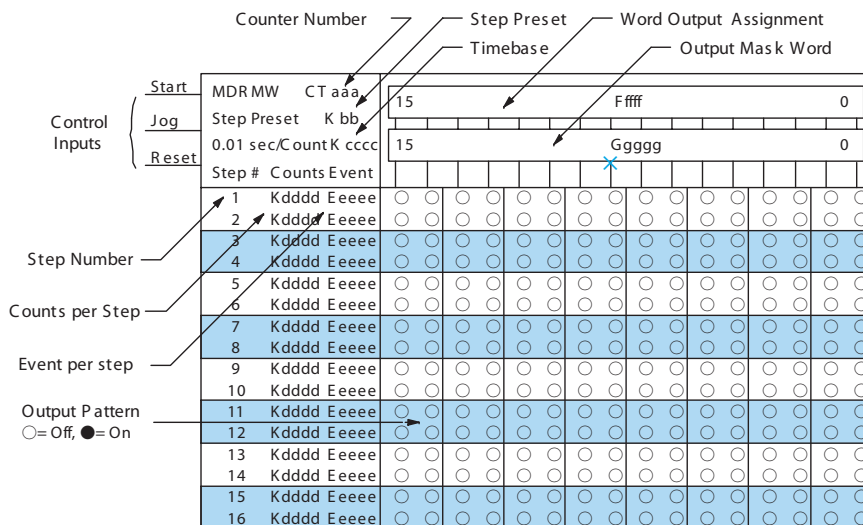 Counter Number
Step Preset
Word Output Assignment
Timebase
Output Mask Word
Control Inputs
Start
Jog
Reset
MDRMW CT aaa
Step Preset K bb
0.01 sec/Count K cccc
Step # Counts Event
15 Fffff 0
15 Ggggg 0
1 Kdddd Eeeee
2 Kdddd Eeeee
3 Kdddd Eeeee
4 Kdddd Eeeee
5 Kdddd Eeeee
6 Kdddd Eeeee
7 Kdddd Eeeee
8 Kdddd Eeeee
9 Kdddd Eeeee
10 Kdddd Eeeee
11 Kdddd Eeeee
12 Kdddd Eeeee
13 Kdddd Eeeee
14 Kdddd Eeeee
15 Kdddd Eeeee
16 Kdddd Eeeee
Step Number
Counts per Step
Event per step
Output Pattern
○= Off, ●= On